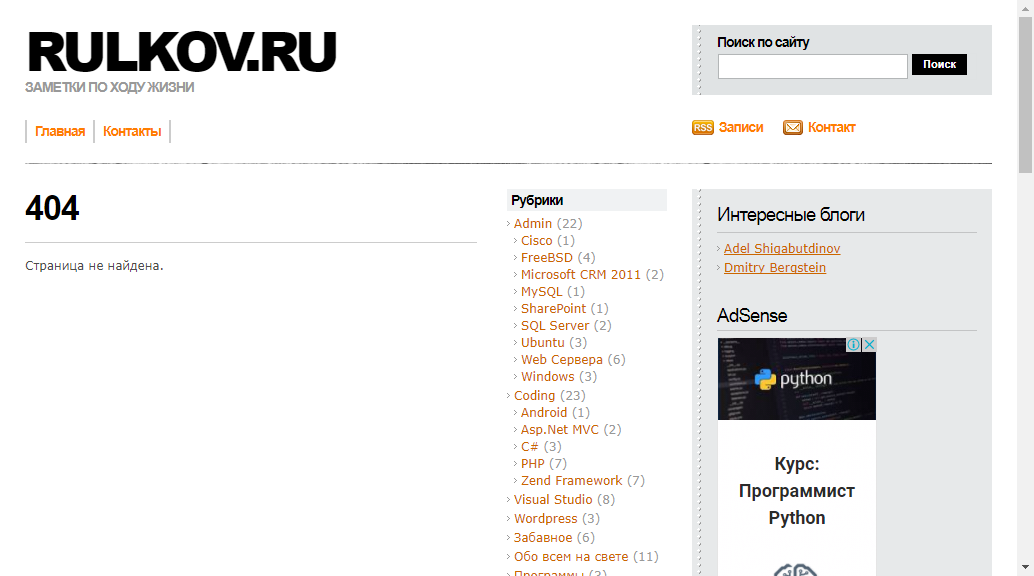 RULKOV.RU
ЗАМЕТКИ ПО ХОДУ ЖИЗНИ
Главная
Контакты
Поиск по сайту
Поиск
RSS Записи
Контакт
404
Страница не найдена.
Рубрики
Admin (22)
Cisco (1)
FreeBSD (4)
Microsoft CRM 2011 (2)
MySQL (1)
SharePoint (1)
SQL Server (2)
Ubuntu (3)
Web Сервера (6)
Windows (3)
Coding (23)
Android (1)
Asp.Net MVC (2)
C# (3)
PHP (7)
Zend Framework (7)
Visual Studio (8)
Wordpress (3)
Забавное (6)
Обо всем на свете (11)
Программы (3)
Интересные блоги
Adel Shigabutdinov
Dmitry Bergstein
AdSense
python
Курс:
Программист
Python